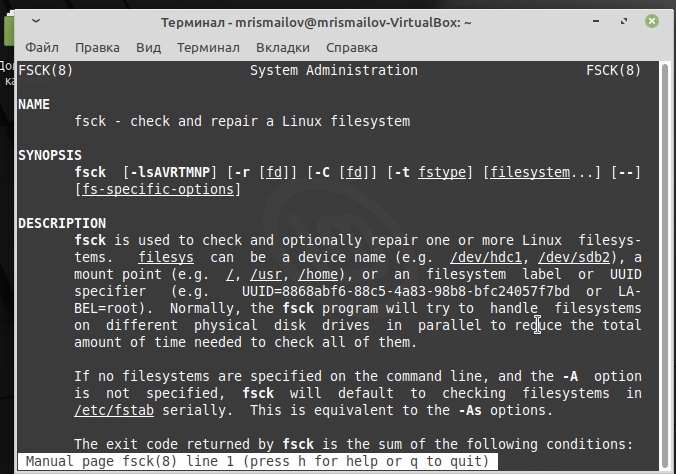 Терминал - mrismailov@mrismailov-VirtualBox: ~
Файл Правка Вид Терминал Вкладки Справка
FSCK(8) System Administration FSCK(8)
NAME
fsck - check and repair a Linux filesystem
SYNOPSIS
fsck [-lsAVRTMNP] [-r [fd]] [-C [fd]] [-t fstype] [filesystem...] [--]
[fs-specific-options]
DESCRIPTION
fsck is used to check and optionally repair one or more Linux filesys-
tems. filesys can be a device name (e.g. /dev/hdc1, /dev/sdb2), a
mount point (e.g. /, /usr, /home), or an filesystem label or UUID
specifier (e.g. UUID=8868abf6-88c5-4a83-98b8-bfc24057f7bd or LA-
BEL=root). Normally, the fsck program will try to handle filesystems
on different physical disk drives in parallel to reduce the total
amount of time needed to check all of them.
If no filesystems are specified on the command line, and the -A option
is not specified, fsck will default to checking filesystems in
/etc/fstab serially. This is equivalent to the -As options.
The exit code returned by fsck is the sum of the following conditions:
Manual page fsck(8) line 1 (press h for help or q to quit)